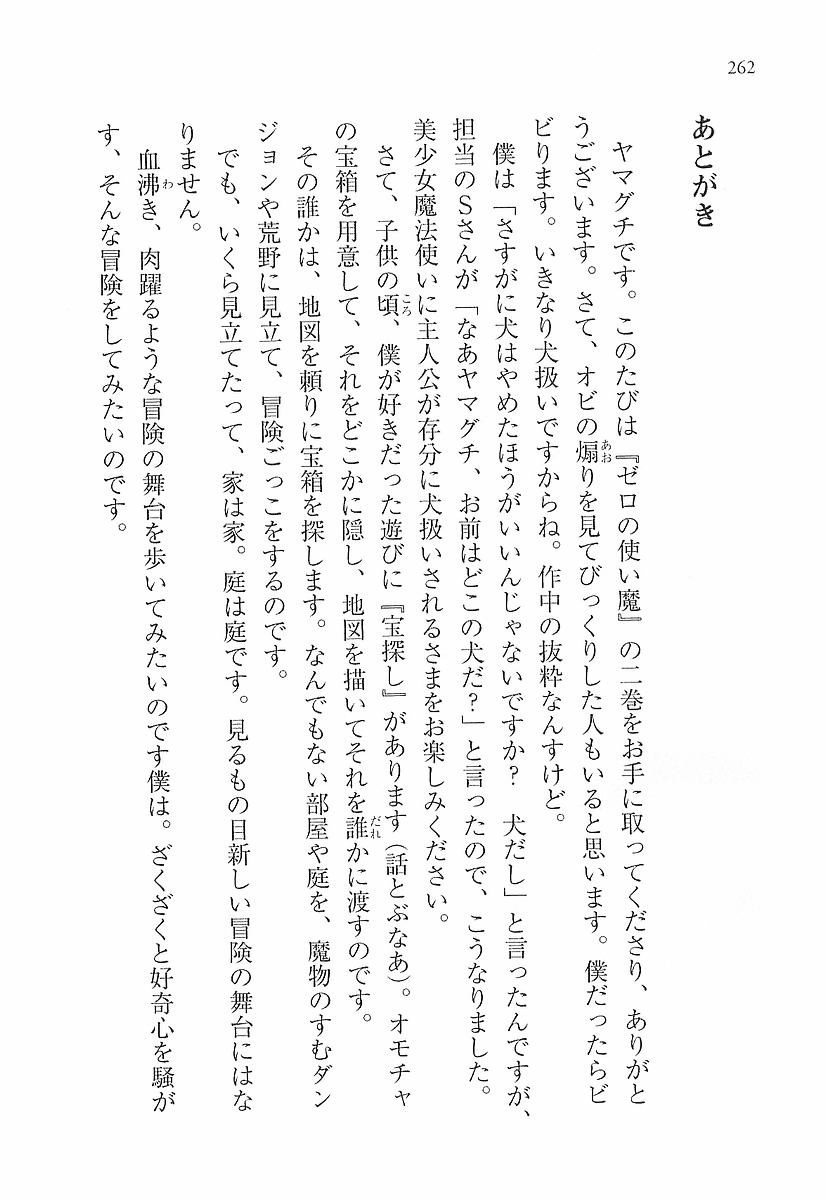 262
あとがき
ヤマグチです。このたびは『ゼロの使い魔』の二巻をお手に取ってくださり、ありがと
うございます。さて、オビの煽りを見てびっくりした人もいると思います。僕だったらビ
ビります。いきなり犬扱いですからね。作中の抜粋なんすけど。
僕は「さすがに犬はやめたほうがいいんじゃないですか?　犬だし」と言ったんですが、
担当のSさんが「なあヤマグチ、お前はどこの犬だ?」と言ったので、こうなりました。
美少女魔法使いに主人公が存分に犬扱いされるさまをお楽しみください。
さて、子供の頃、僕が好きだった遊びに『宝探し』があります(話とぶなあ)。オモチャ
の宝箱を用意して、それをどこかに隠し、地図を描いてそれを誰かに渡すのです。
その誰かは、地図を頼りに宝箱を探します。なんでもない部屋や庭を、魔物のすむダン
ジョンや荒野に見立て、冒険ごっこをするのです。
でも、いくら見立てたって、家は家。庭は庭です。見るもの目新しい冒険の舞台にはな
りません。
血沸き、肉躍るような冒険の舞台を歩いてみたいのです僕は。ざくざくと好奇心を騒が
す、そんな冒険をしてみたいのです。